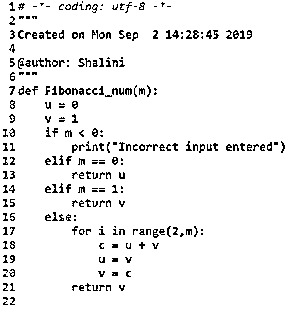 1 # -*- coding: utf-8 -*-
2 """
3 Created on Mon Sep  2 14:28:45 2019
4
5 @author: Shalini
6 """
7 def Fibonacci_num(m):
8     u = 0
9     v = 1
10     if m < 0:
11         print("Incorrect input entered")
12     elif m == 0:
13         return u
14     elif m == 1:
15         return v
16     else:
17         for i in range(2,m):
18             c = u + v
19             u = v
20             v = c
21         return v
22